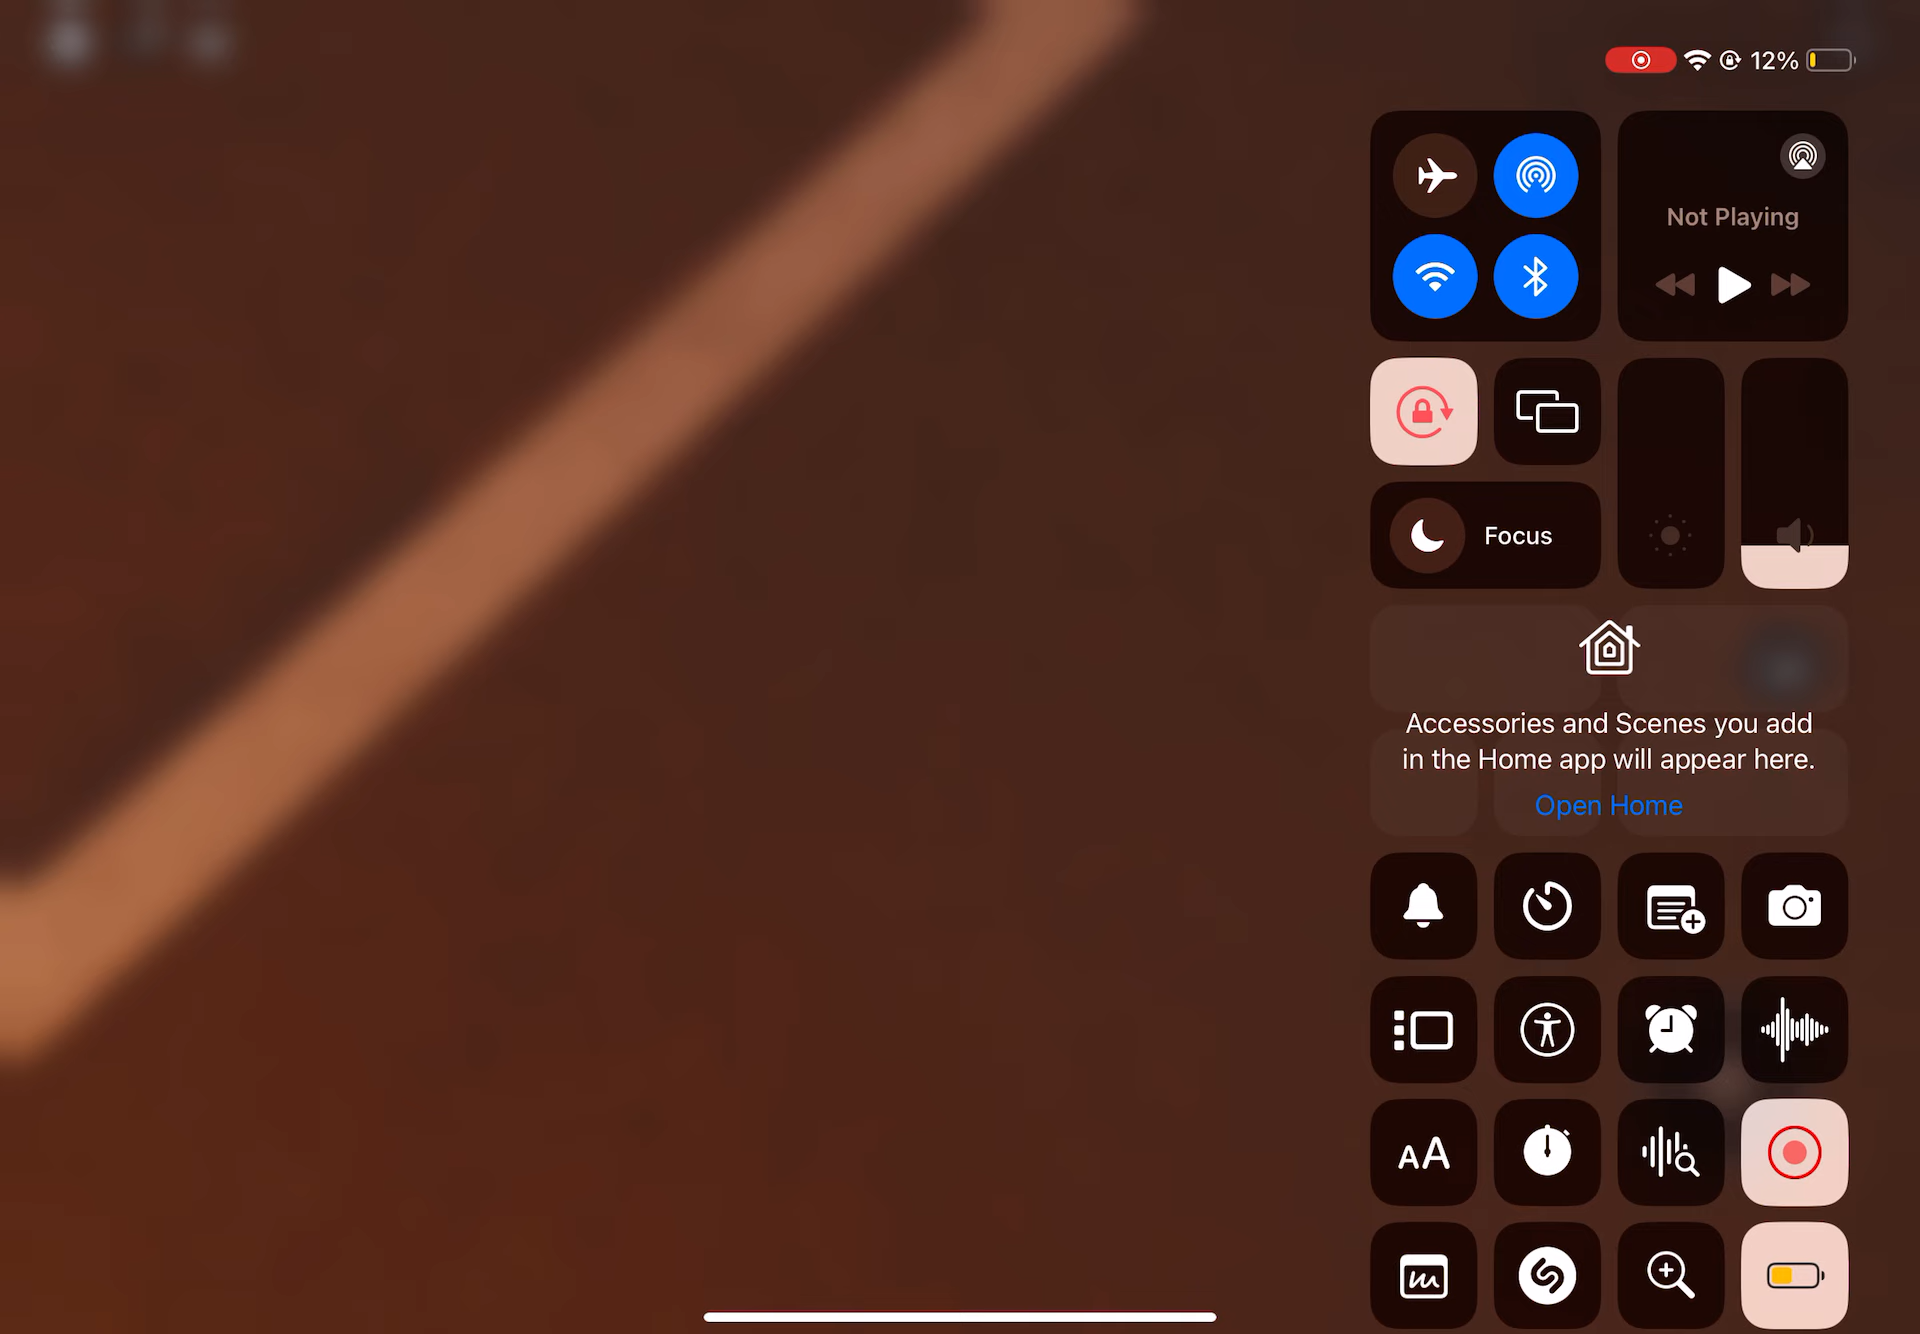 12%
Not Playing
Focus
Accessories and Scenes you add
in the Home app will appear here.
Open Home
AA